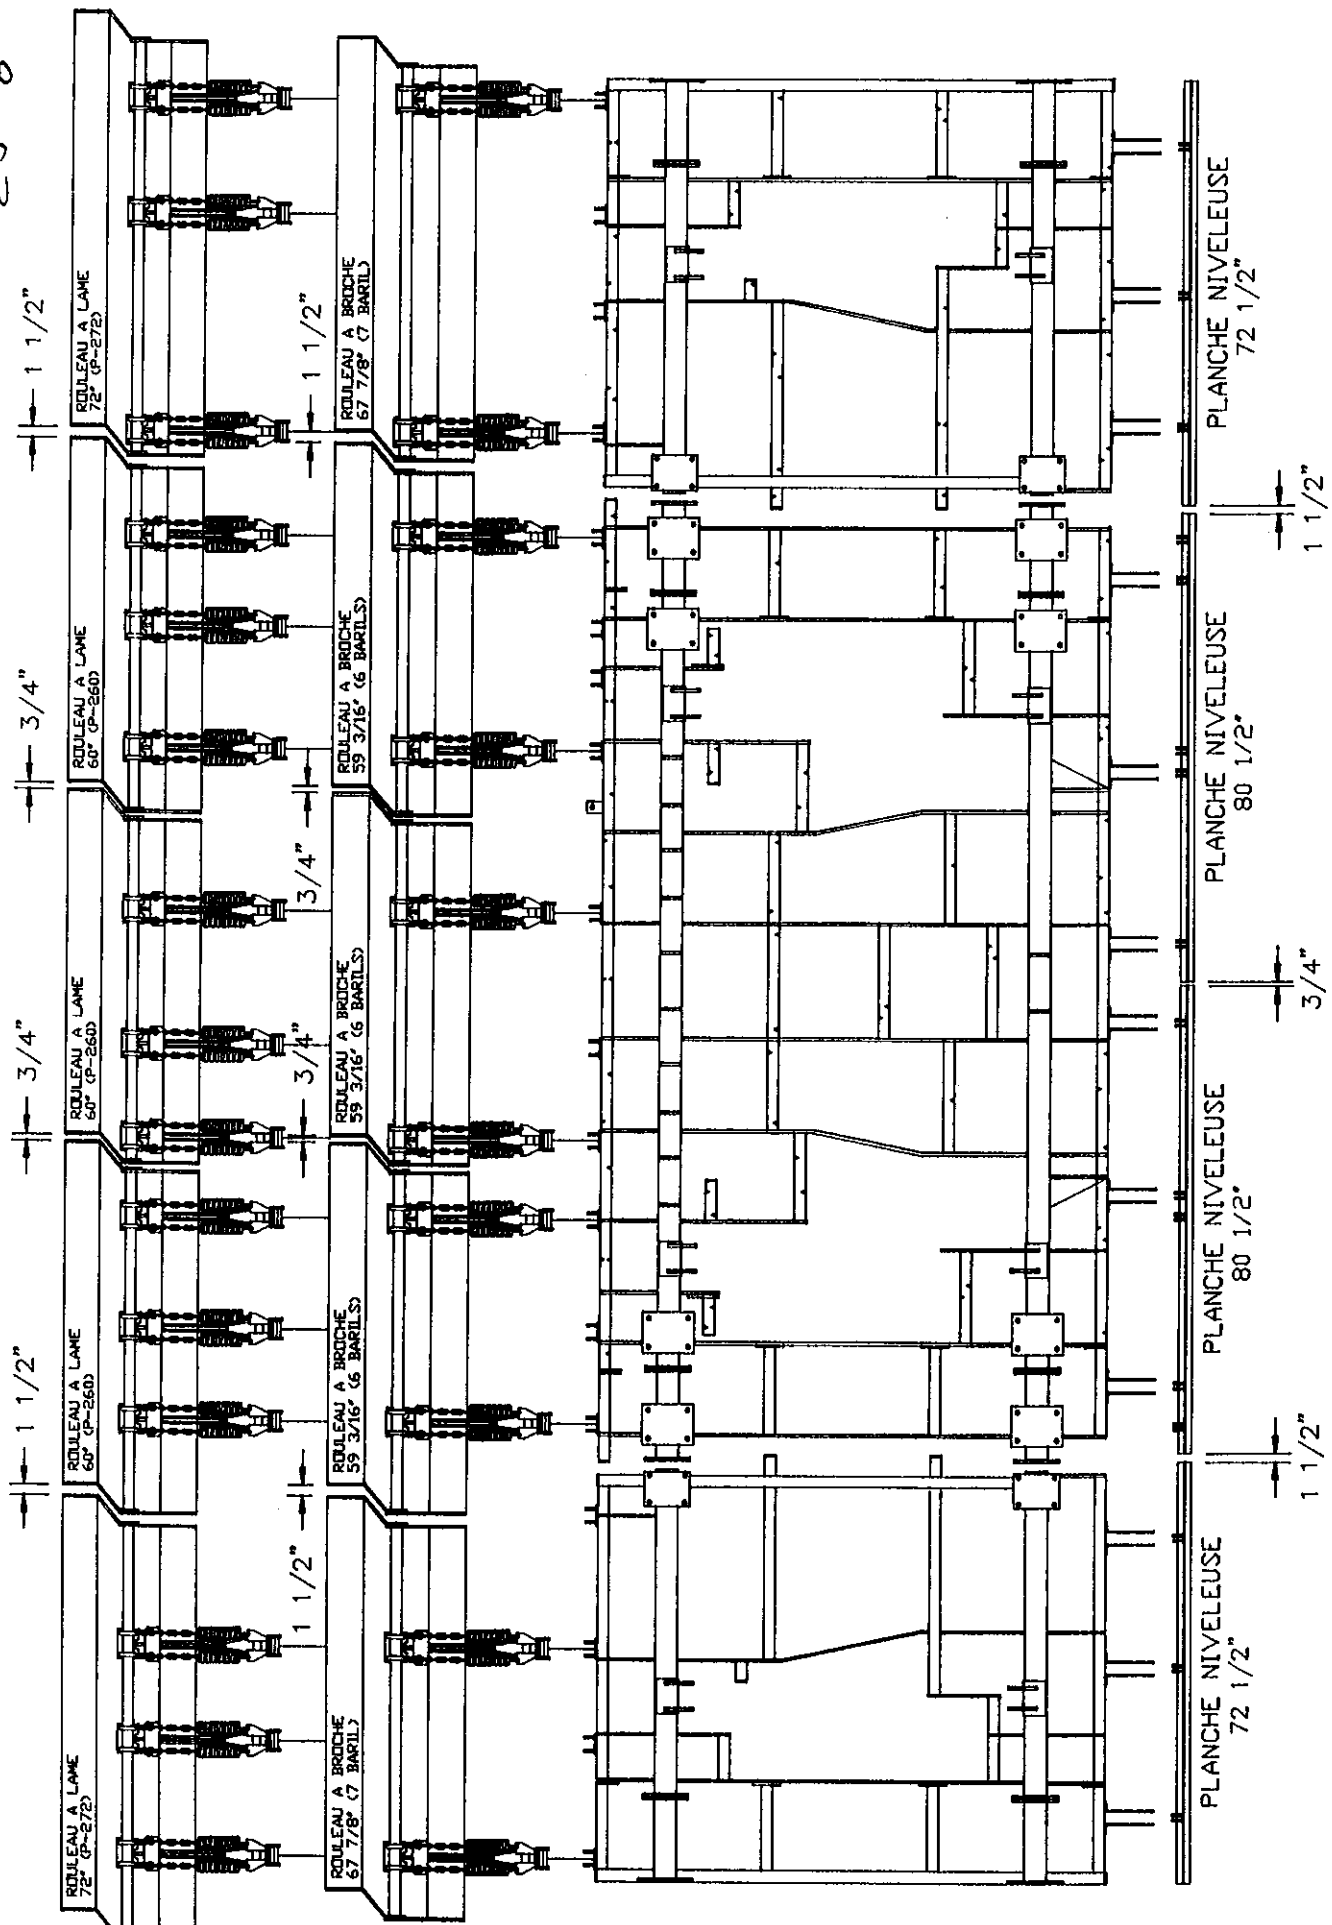 1 1/2"
3/4"
3/4"
1 1/2"
ROULEAU A LAME
72" (P-272)
ROULEAU A LAME
60" (P-260)
ROULEAU A LAME
60" (P-260)
ROULEAU A LAME
60" (P-260)
ROULEAU A LAME
72" (P-272)
1 1/2"
3/4"
3/4"
1 1/2"
ROULEAU A BROCHE
67 7/8" (7 BARIL)
ROULEAU A BROCHE
59 3/16" (6 BARILS)
ROULEAU A BROCHE
59 3/16" (6 BARILS)
ROULEAU A BROCHE
59 3/16" (6 BARILS)
ROULEAU A BROCHE
67 7/8" (7 BARIL)
PLANCHE NIVELEUSE
72 1/2"
PLANCHE NIVELEUSE
80 1/2"
PLANCHE NIVELEUSE
80 1/2"
PLANCHE NIVELEUSE
72 1/2"
1 1/2"
3/4"
1 1/2"